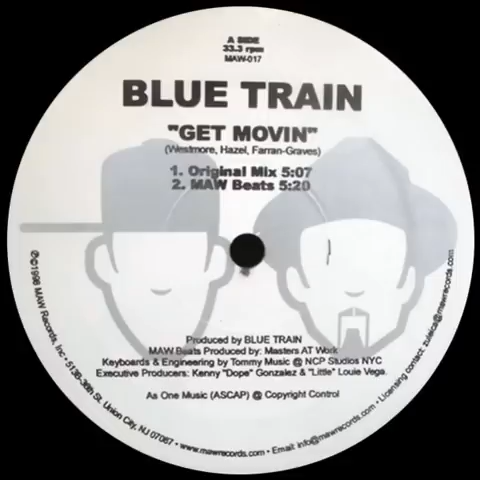 A SIDE
33.3 rpm
MAW-017
BLUE TRAIN
"GET MOVIN"
(Westmore, Hazel, Farran-Graves)
1. Original Mix 5:07
2. MAW Beats 5:20
Produced by BLUE TRAIN
MAW Beats Produced by: Masters AT Work
Keyboards & Engineering by Tommy Music @ NCP Studios NYC
Executive Producers: Kenny "Dope" Gonzalez & "Little" Louie Vega.
As One Music (ASCAP) @ Copyright Control
℗©1998 MAW Records, Inc • 5136-30th St. Union City, NJ 07087 • www.mawrecords.com • Email: info@mawrecords.com • Licensing contact: zuleica@mawrecords.com